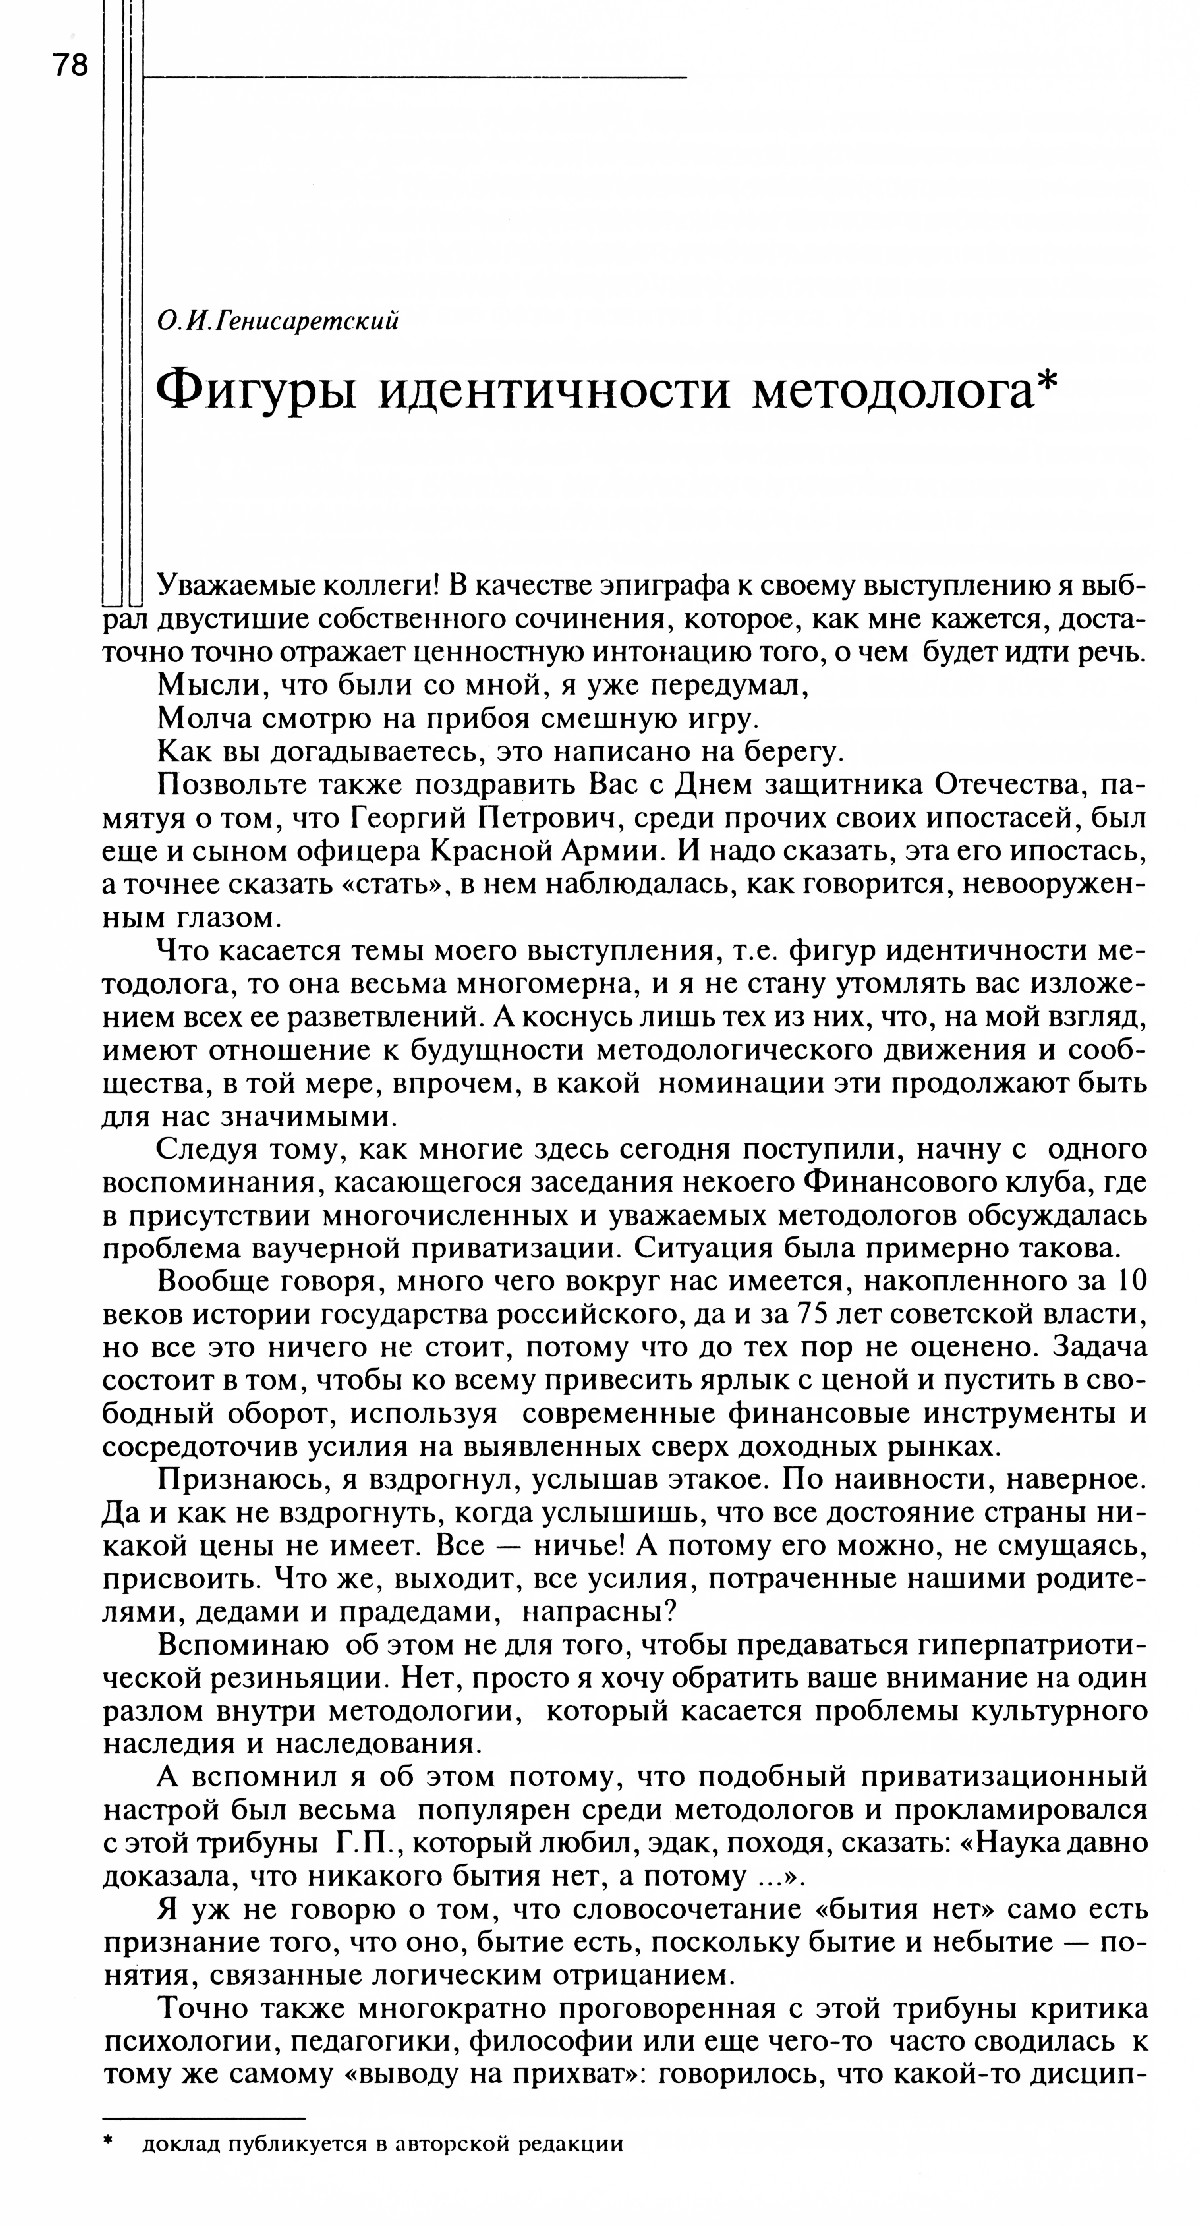 78
О.И.Генисаретский
Фигуры идентичности методолога*
Уважаемые коллеги! В качестве эпиграфа к своему выступлению я выб-
рал двустишие собственного сочинения, которое, как мне кажется, доста-
точно точно отражает ценностную интонацию того, о чем будет идти речь.
Мысли, что были со мной, я уже передумал,
Молча смотрю на прибоя смешную игру.
Как вы догадываетесь, это написано на берегу.
Позвольте также поздравить Вас с Днем защитника Отечества, па-
мятуя о том, что Георгий Петрович, среди прочих своих ипостасей, был
еще и сыном офицера Красной Армии. И надо сказать, эта его ипостась,
а точнее сказать «стать», в нем наблюдалась, как говорится, невооружен-
ным глазом.
Что касается темы моего выступления, т.е. фигур идентичности ме-
тодолога, то она весьма многомерна, и я не стану утомлять вас изложе-
нием всех ее разветвлений. А коснусь лишь тех из них, что, на мой взгляд,
имеют отношение к будущности методологического движения и сооб-
щества, в той мере, впрочем, в какой номинации эти продолжают быть
для нас значимыми.
Следуя тому, как многие здесь сегодня поступили, начну с одного
воспоминания, касающегося заседания некоего Финансового клуба, где
в присутствии многочисленных и уважаемых методологов обсуждалась
проблема ваучерной приватизации. Ситуация была примерно такова.
Вообще говоря, много чего вокруг нас имеется, накопленного за 10
веков истории государства российского, да и за 75 лет советской власти,
но все это ничего не стоит, потому что до тех пор не оценено. Задача
состоит в том, чтобы ко всему привесить ярлык с ценой и пустить в сво-
бодный оборот, используя современные финансовые инструменты и
сосредоточив усилия на выявленных сверх доходных рынках.
Признаюсь, я вздрогнул, услышав этакое. По наивности, наверное.
Да и как не вздрогнуть, когда услышишь, что все достояние страны ни-
какой цены не имеет. Все — ничье! А потому его можно, не смущаясь,
присвоить. Что же, выходит, все усилия, потраченные нашими родите-
лями, дедами и прадедами, напрасны?
Вспоминаю об этом не для того, чтобы предаваться гиперпатриоти-
ческой резиньяции. Нет, просто я хочу обратить ваше внимание на один
разлом внутри методологии, который касается проблемы культурного
наследия и наследования.
А вспомнил я об этом потому, что подобный приватизационный
настрой был весьма популярен среди методологов и прокламировался
с этой трибуны Г.П., который любил, эдак, походя, сказать: «Наука давно
доказала, что никакого бытия нет, а потому ...».
Я уж не говорю о том, что словосочетание «бытия нет» само есть
признание того, что оно, бытие есть, поскольку бытие и небытие — по-
нятия, связанные логическим отрицанием.
Точно также многократно проговоренная с этой трибуны критика
психологии, педагогики, философии или еще чего-то часто сводилась к
тому же самому «выводу на прихват»: говорилось, что какой-то дисцип-
* доклад публикуется в авторской редакции